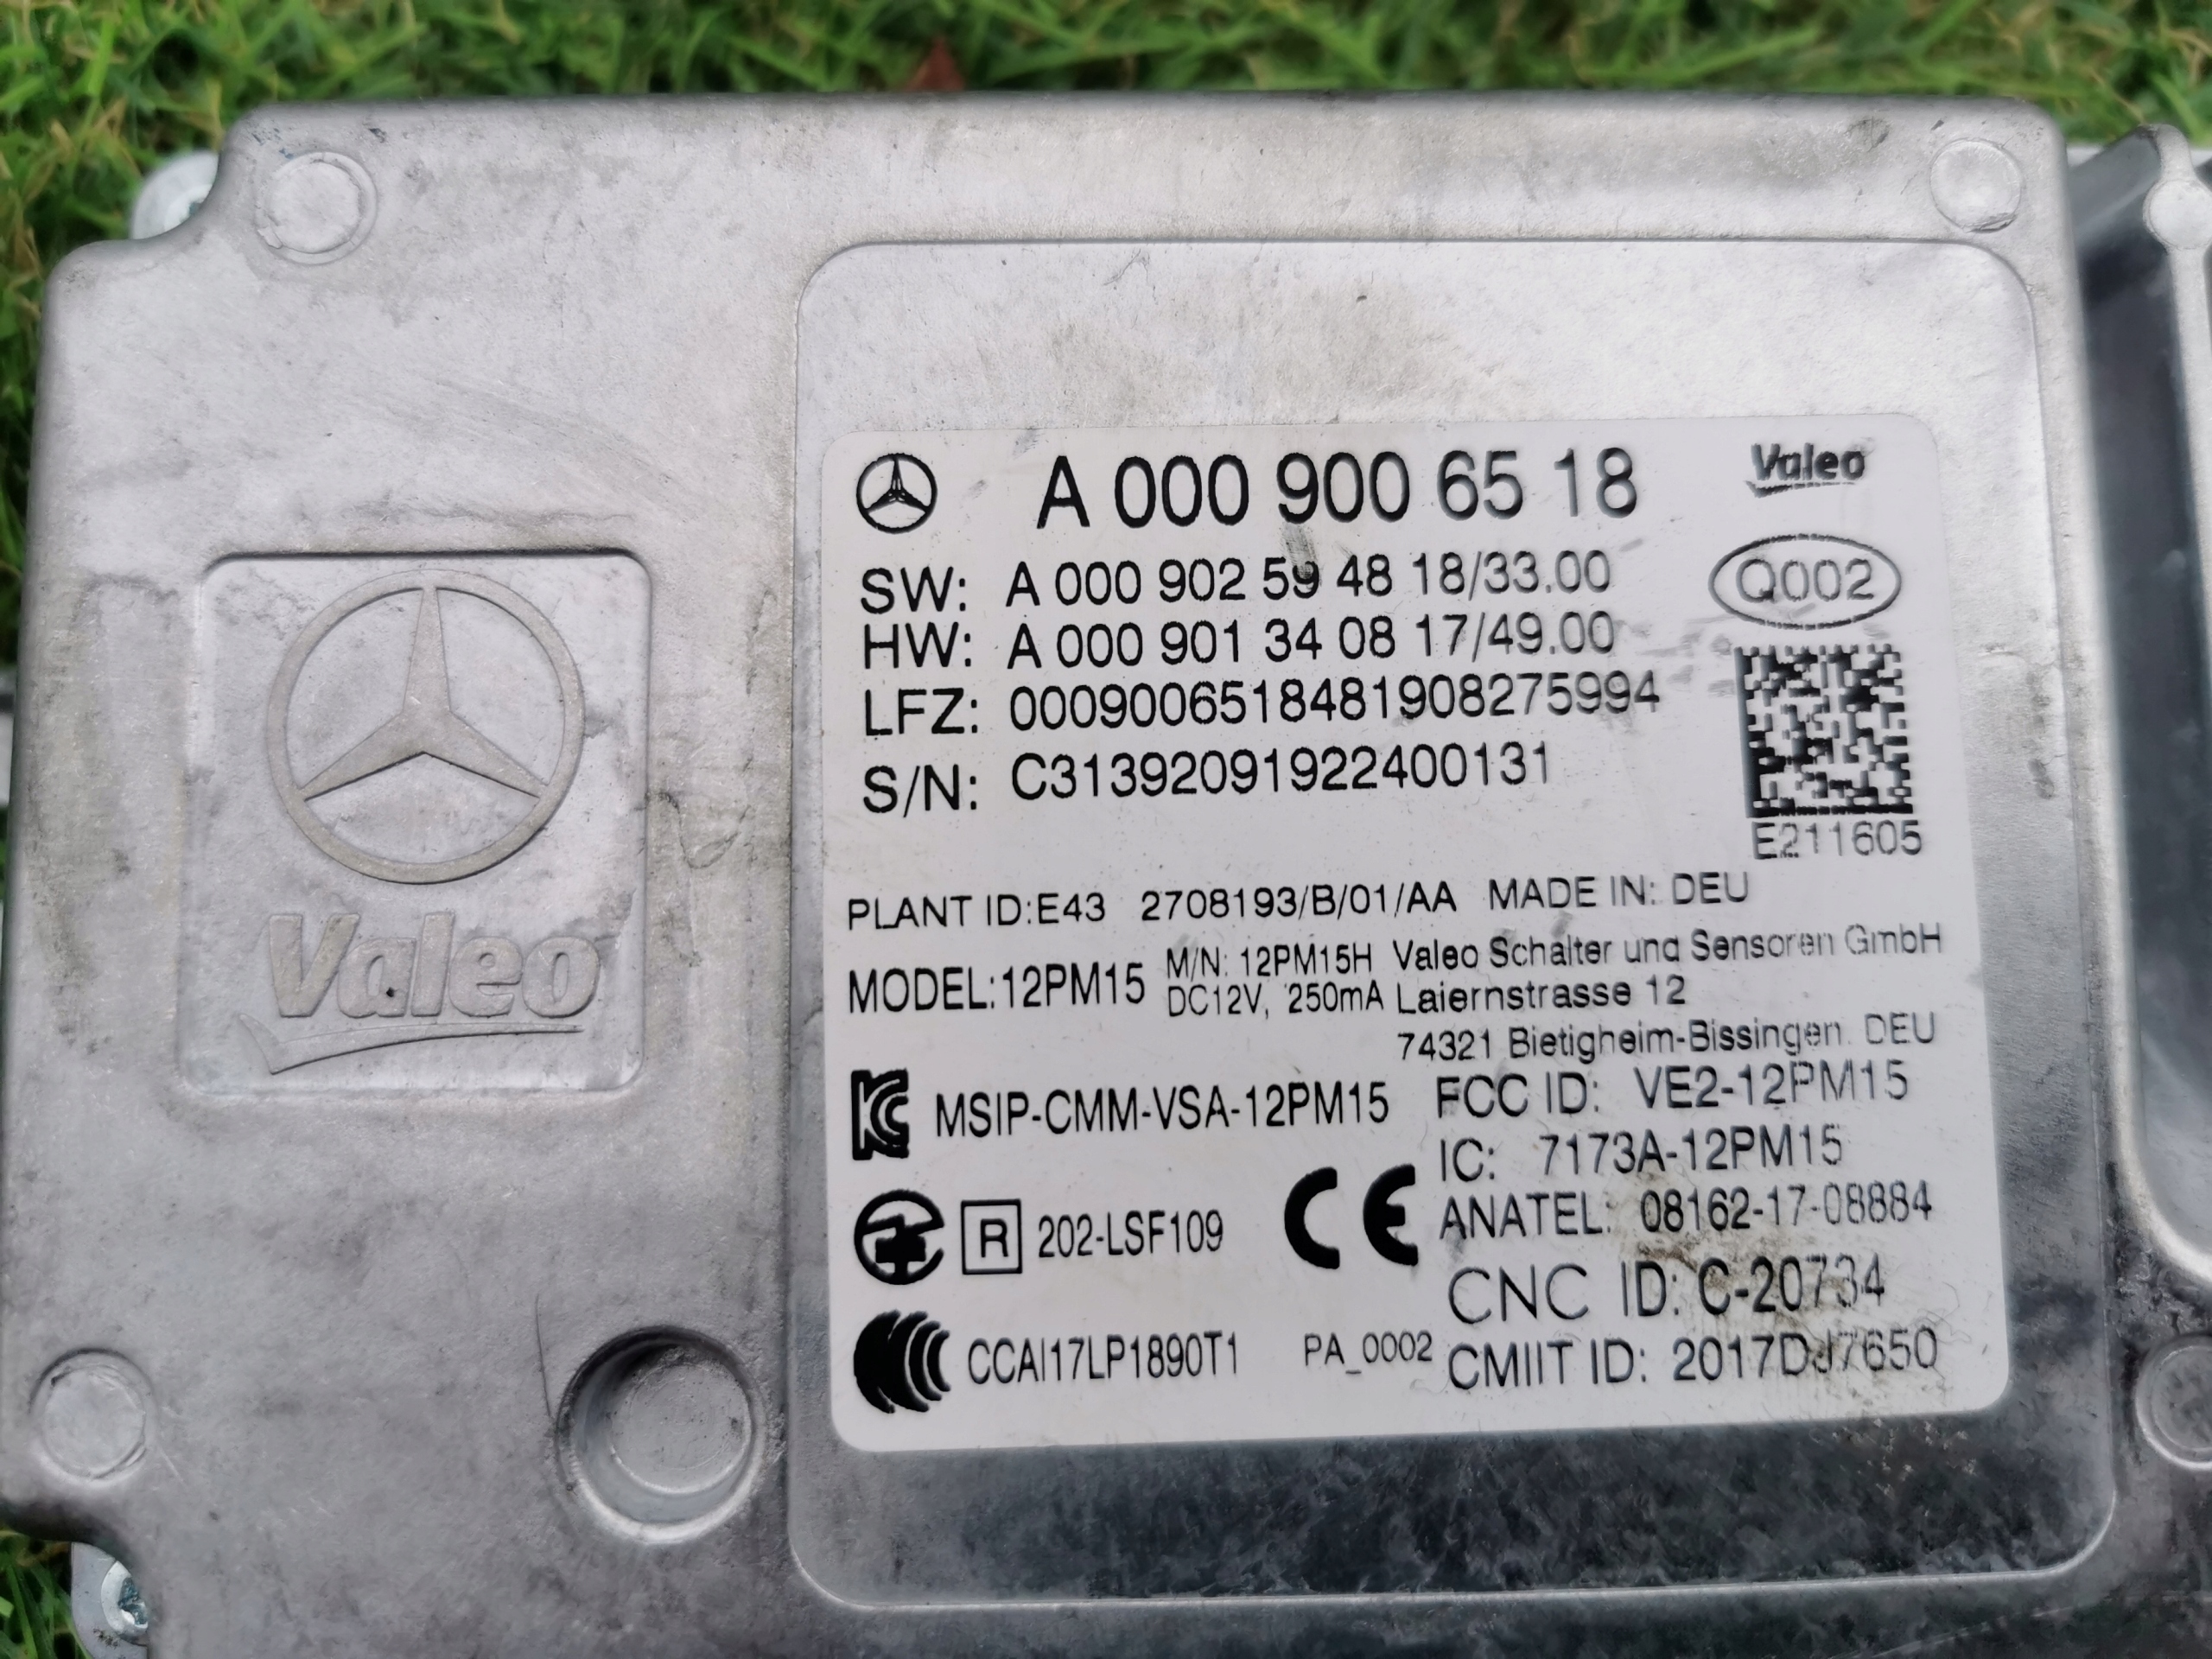 Valeo
A 000 900 65 18
Valeo
SW: A 000 902 59 48 18/33.00
Q002
HW: A 000 901 34 08 17/49.00
LFZ: 0009006518481908275994
S/N: C31392091922400131
E211605
PLANT ID:E43 2708193/B/01/AA MADE IN: DEU
MODEL:12PM15
M/N: 12PM15H
DC12V, 250mA
Valeo Schalter und Sensoren GmbH
Laiernstrasse 12
74321 Bietigheim-Bissingen. DEU
MSIP-CMM-VSA-12PM15
FCC ID: VE2-12PM15
IC: 7173A-12PM15
R 202-LSF109
CE
ANATEL: 08162-17-08884
CNC ID: C-20734
CCAI17LP1890T1
PA_0002
CMIIT ID: 2017DJ7650